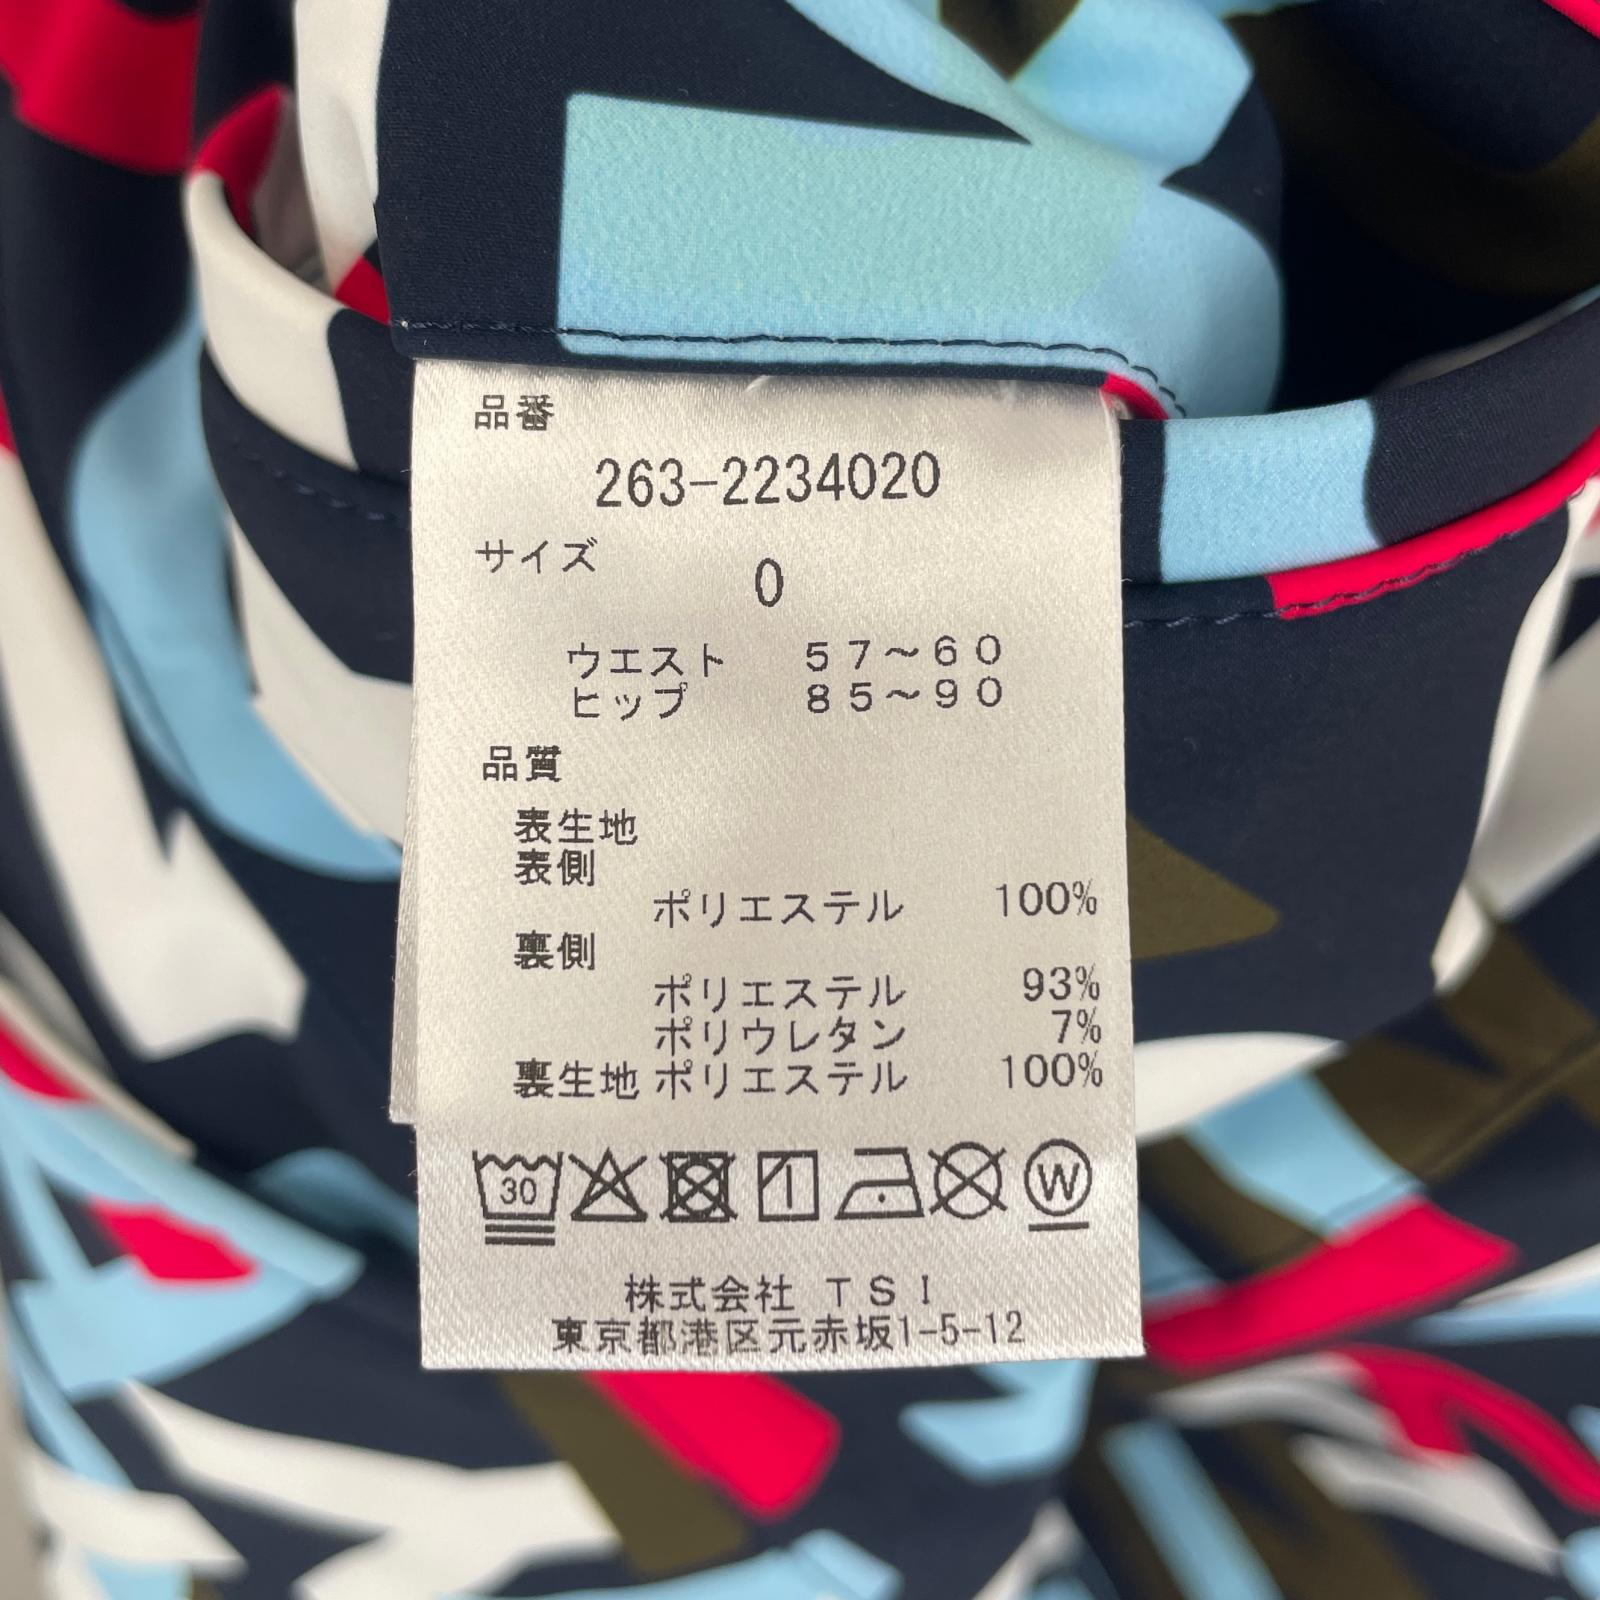 品番
263-2234020
サイズ
0
ウエスト 57～60
ヒップ 85～90
品質
表生地
表側
ポリエステル 100%
裏側
ポリエステル 93%
ポリウレタン 7%
裏生地 ポリエステル 100%
30 W
株式会社 TSI
東京都港区元赤坂1-5-12